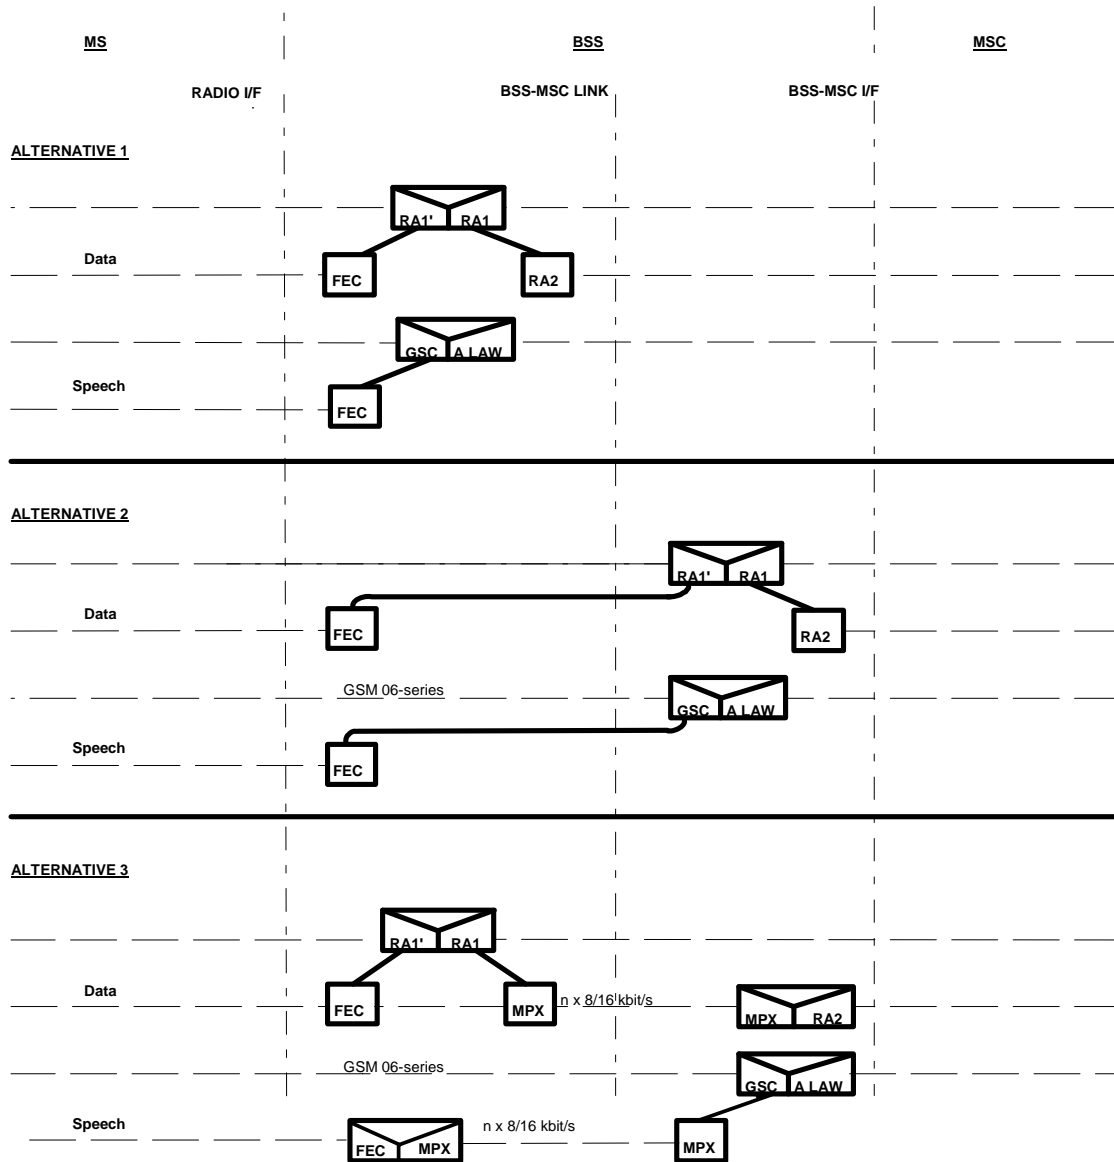 MS BSS MSC
RADIO I/F BSS-MSC LINK BSS-MSC I/F
ALTERNATIVE 1
RA1' RA1
Data
FEC RA2
GSC A LAW
Speech
FEC
ALTERNATIVE 2
RA1' RA1
Data
FEC RA2
GSM 06-series
GSC A LAW
Speech
FEC
ALTERNATIVE 3
RA1' RA1
Data
FEC MPX n x 8/16 kbit/s MPX RA2
GSM 06-series
GSC A LAW
Speech
FEC MPX n x 8/16 kbit/s MPX